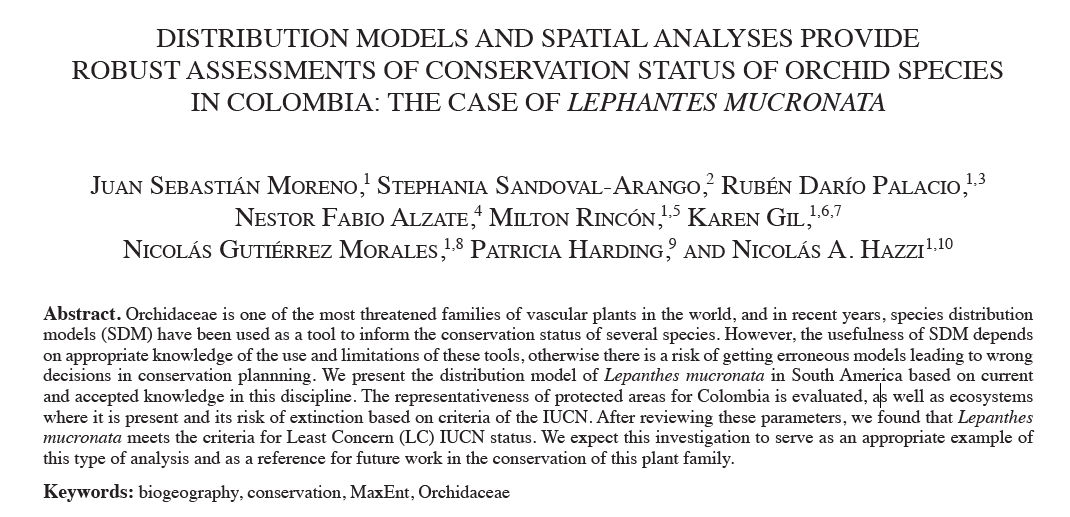 DISTRIBUTION MODELS AND SPATIAL ANALYSES PROVIDE
ROBUST ASSESSMENTS OF CONSERVATION STATUS OF ORCHID SPECIES
IN COLOMBIA: THE CASE OF LEPHANTES MUCRONATA
JUAN SEBASTIÁN MORENO,1 STEPHANIA SANDOVAL-ARANGO,2 RUBÉN DARÍO PALACIO,1,3
NESTOR FABIO ALZATE,4 MILTON RINCÓN,1,5 KAREN GIL,1,6,7
NICOLÁS GUTIÉRREZ MORALES,1,8 PATRICIA HARDING,9 AND NICOLÁS A. HAZZI1,10
Abstract. Orchidaceae is one of the most threatened families of vascular plants in the world, and in recent years, species distribution
models (SDM) have been used as a tool to inform the conservation status of several species. However, the usefulness of SDM depends
on appropriate knowledge of the use and limitations of these tools, otherwise there is a risk of getting erroneous models leading to wrong
decisions in conservation plannning. We present the distribution model of Lepanthes mucronata in South America based on current
and accepted knowledge in this discipline. The representativeness of protected areas for Colombia is evaluated, as well as ecosystems
where it is present and its risk of extinction based on criteria of the IUCN. After reviewing these parameters, we found that Lepanthes
mucronata meets the criteria for Least Concern (LC) IUCN status. We expect this investigation to serve as an appropriate example of
this type of analysis and as a reference for future work in the conservation of this plant family.
Keywords: biogeography, conservation, MaxEnt, Orchidaceae